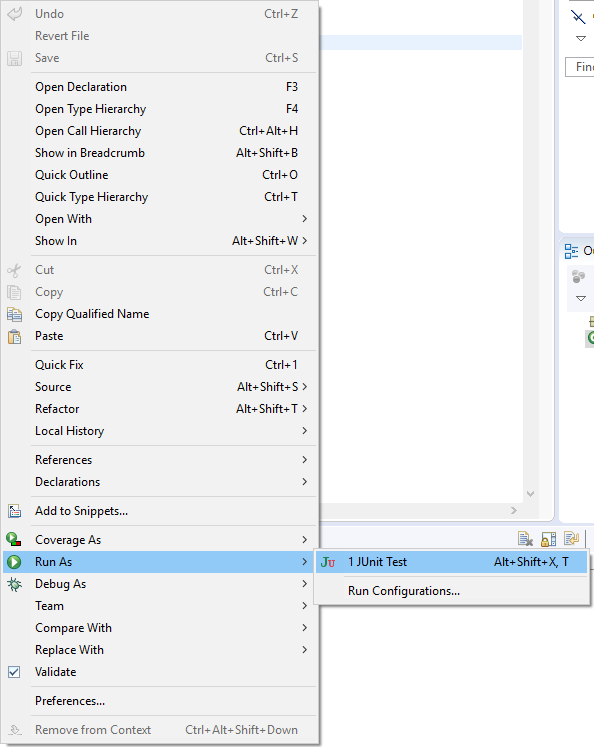 Undo Ctrl+Z
Revert File
Save Ctrl+S
Open Declaration F3
Open Type Hierarchy F4
Open Call Hierarchy Ctrl+Alt+H
Show in Breadcrumb Alt+Shift+B
Quick Outline Ctrl+O
Quick Type Hierarchy Ctrl+T
Open With
Show In Alt+Shift+W
Cut Ctrl+X
Copy Ctrl+C
Copy Qualified Name
Paste Ctrl+V
Quick Fix Ctrl+1
Source Alt+Shift+S
Refactor Alt+Shift+T
Local History
References
Declarations
Add to Snippets...
Coverage As
Run As
Debug As
Team
Compare With
Replace With
Validate
Preferences...
Remove from Context Ctrl+Alt+Shift+Down
1 JUnit Test Alt+Shift+X, T
Run Configurations...